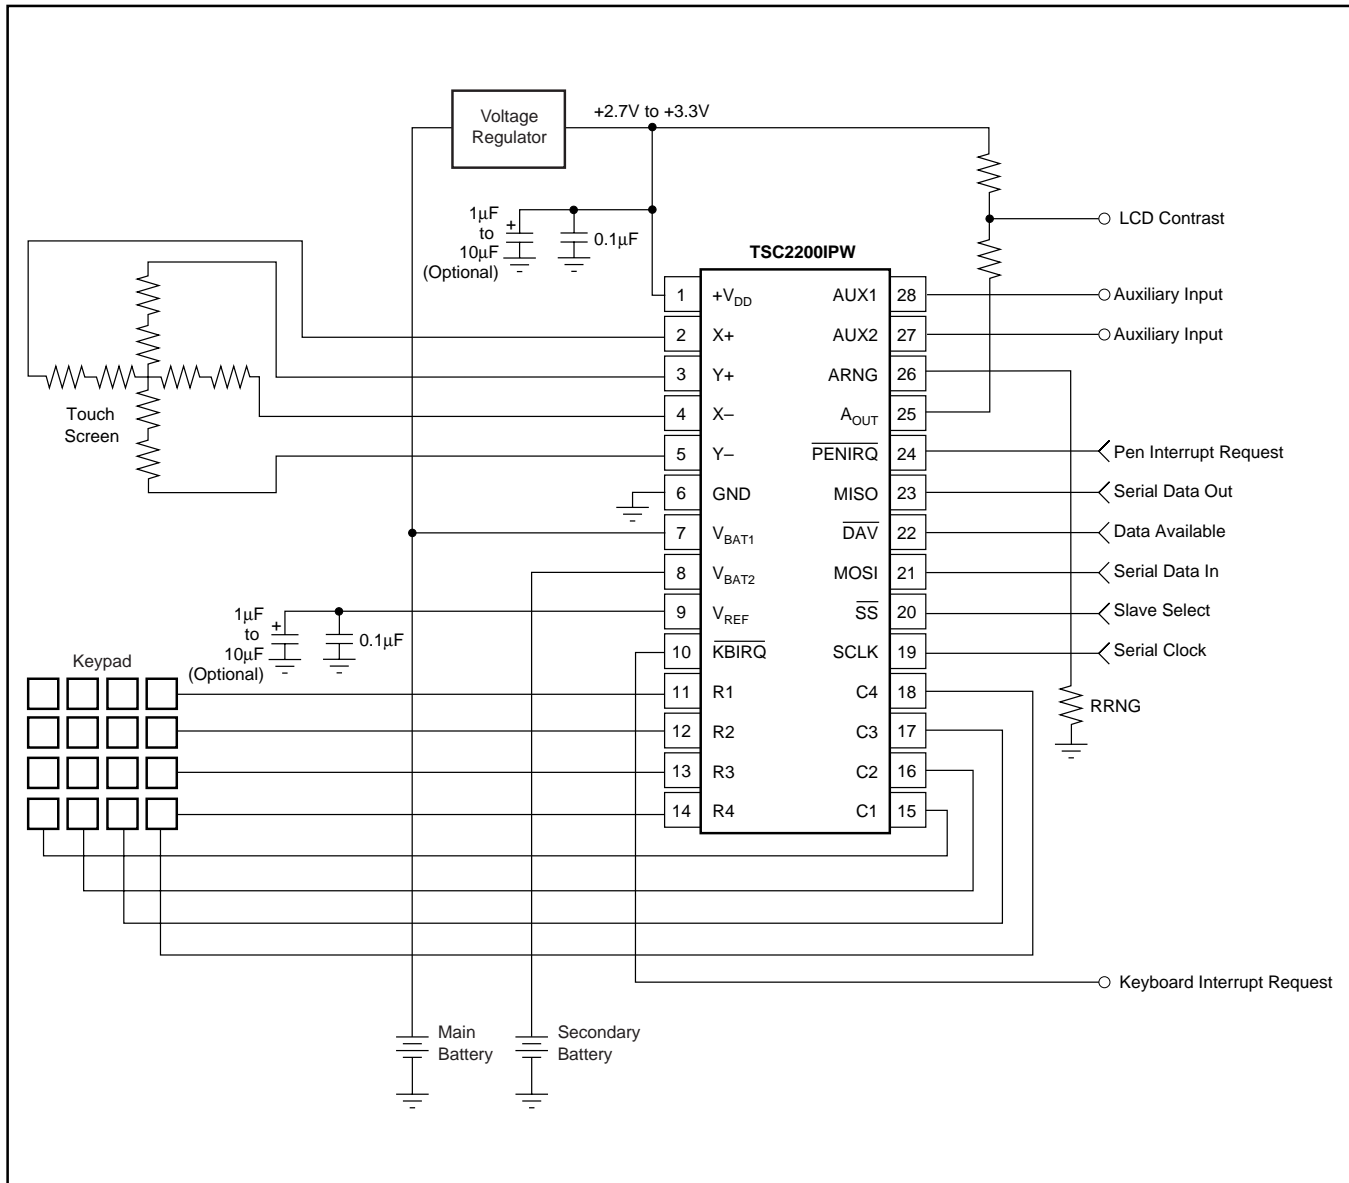 Voltage
Regulator
+2.7V to +3.3V
1µF
to
10µF
(Optional)
+
0.1µF
LCD Contrast
TSC2200IPW
1 +VDD AUX1 28 Auxiliary Input
2 X+ AUX2 27 Auxiliary Input
3 Y+ ARNG 26
4 X– AOUT 25
5 Y– PENIRQ 24 Pen Interrupt Request
6 GND MISO 23 Serial Data Out
7 VBAT1 DAV 22 Data Available
8 VBAT2 MOSI 21 Serial Data In
9 VREF SS 20 Slave Select
10 KBIRQ SCLK 19 Serial Clock
11 R1 C4 18
12 R2 C3 17
13 R3 C2 16
14 R4 C1 15
Touch
Screen
1µF
to
10µF
(Optional)
+
0.1µF
Keypad
RRNG
Keyboard Interrupt Request
Main
Battery
Secondary
Battery